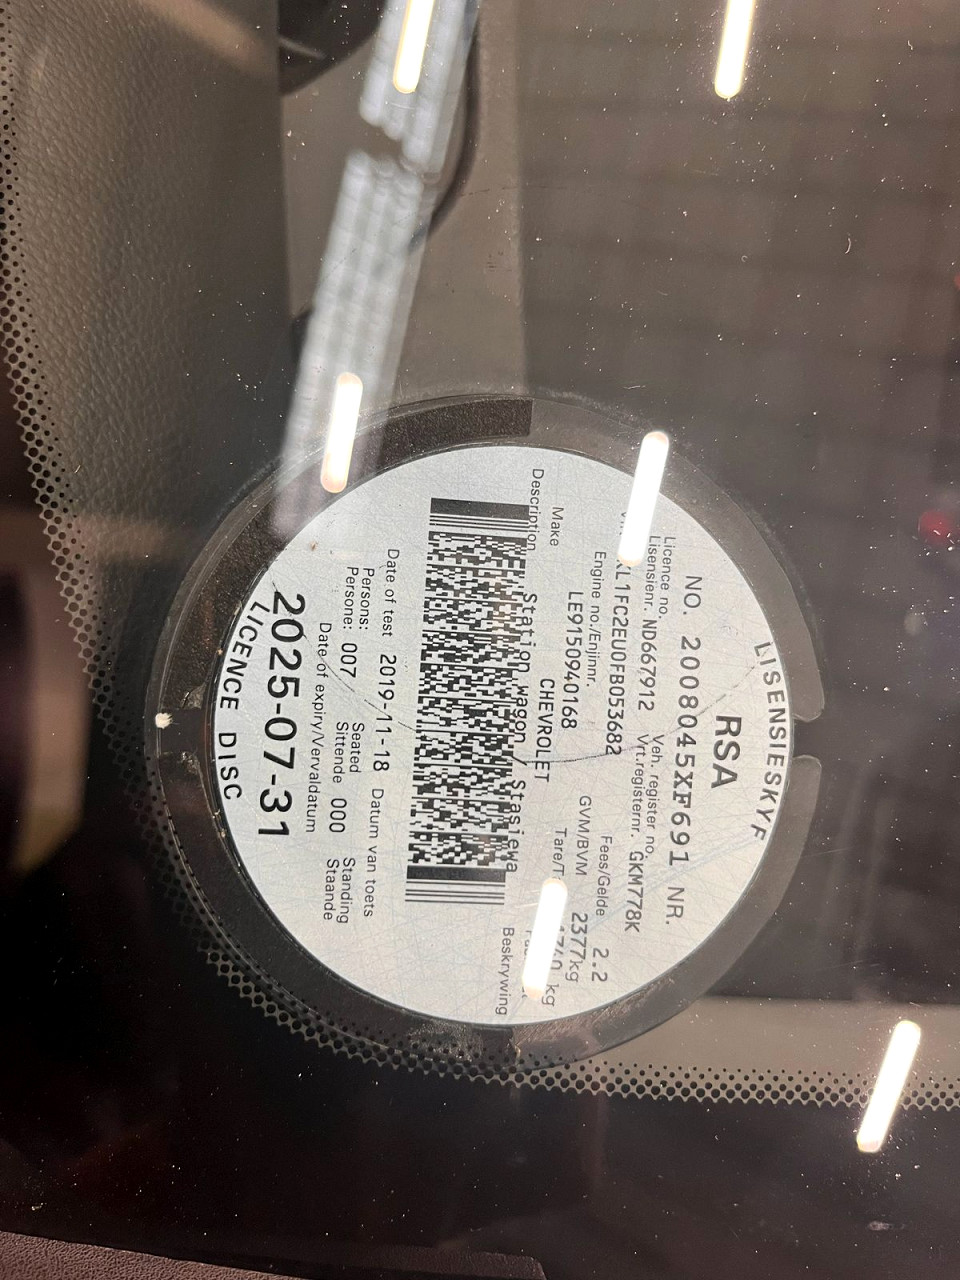 LISENSIESKYF
RSA
NO. 20080045XF691 NR.
Licence no. Veh. register no.
Lisensienr. ND667912 Vrt.registernr. GKM778K
Fees/Gelde 2.2
Engine no./Enjinnr. GVM/BVM 2377kg
LE9150940168 kg
Make CHEVROLET
Description Station wagon / Stasiewa Beskrywing
Date of test 2019-11-18 Datum van toets
Persons: Seated Standing
Persone: 007 Sittende 000 Staande
Date of expiry/Vervaldatum
2025-07-31
LICENCE DISC